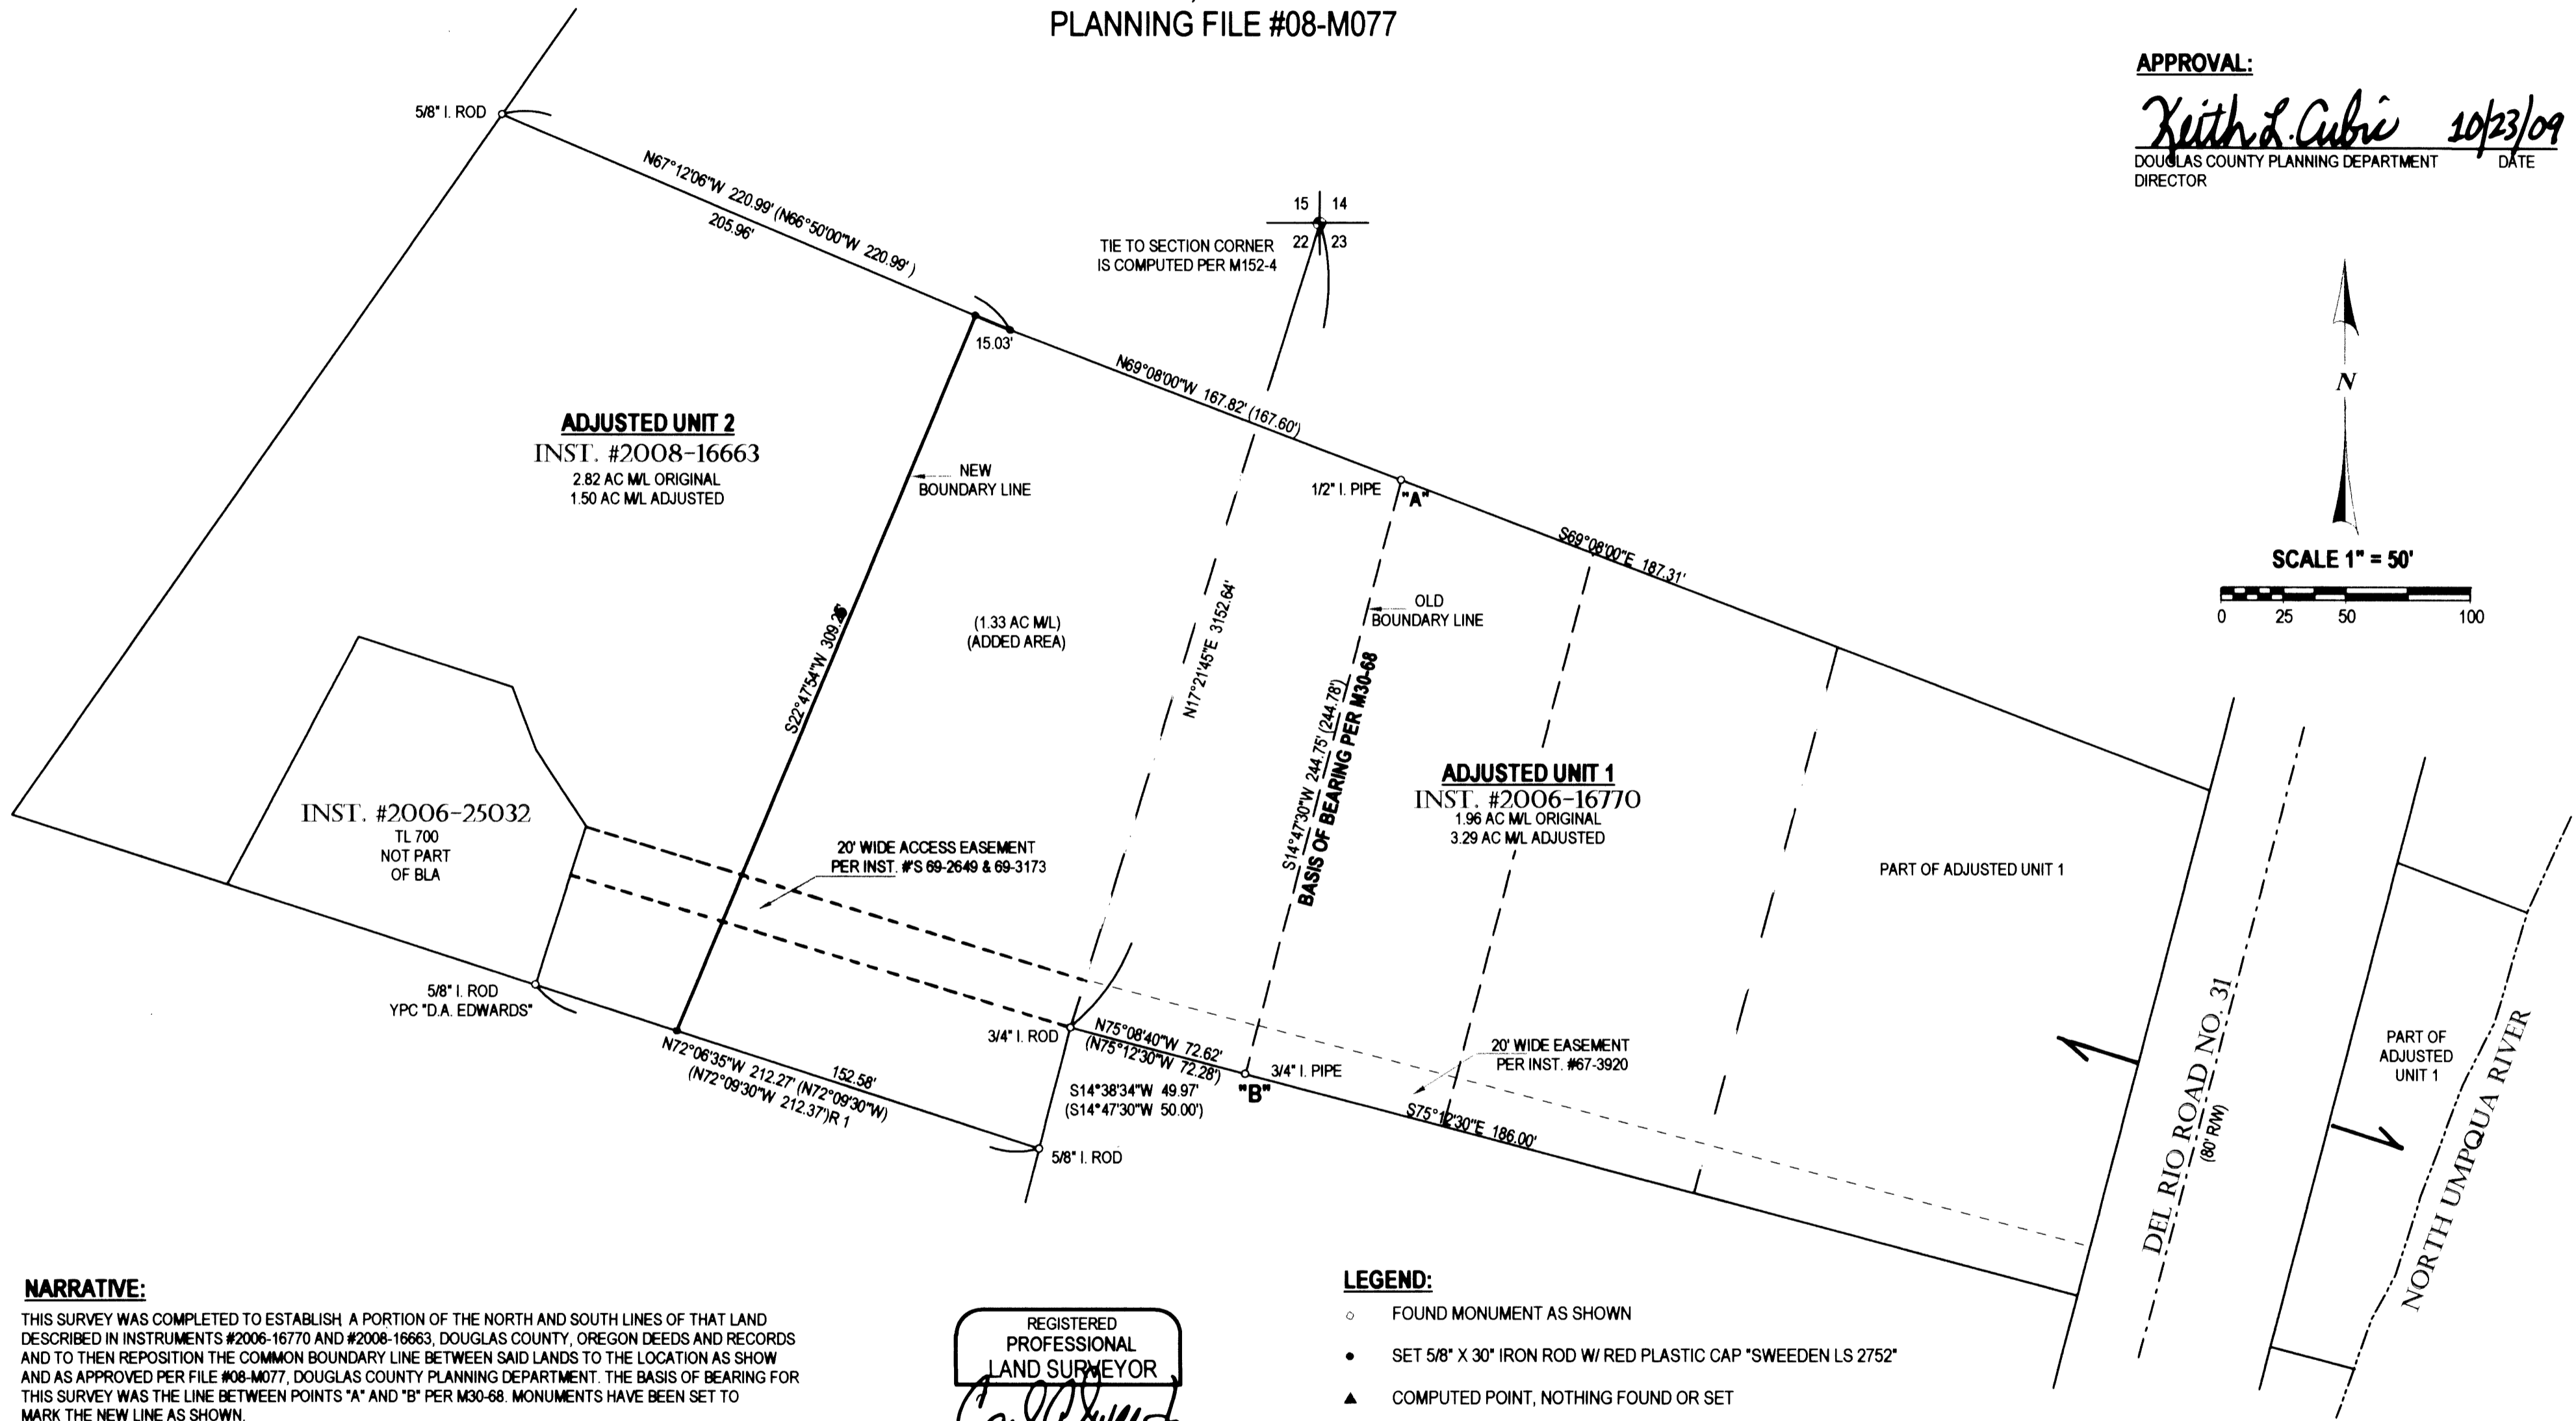 PLANNING FILE #08-M077
APPROVAL:
Keith L. Cubic 10/23/09
DOUGLAS COUNTY PLANNING DEPARTMENT DATE
DIRECTOR
5/8" I. ROD
N67°12'06"W 220.99' (N66°50'00"W 220.99')
205.96'
15 14
22 23
TIE TO SECTION CORNER
IS COMPUTED PER M152-4
15.03'
N69°08'00"W 167.82' (167.60')
N
ADJUSTED UNIT 2
INST. #2008-16663
2.82 AC M/L ORIGINAL
1.50 AC M/L ADJUSTED
NEW
BOUNDARY LINE
1/2" I. PIPE
"A"
S69°08'00"E 187.31'
SCALE 1" = 50'
0 25 50 100
OLD
BOUNDARY LINE
(1.33 AC M/L)
(ADDED AREA)
S22°47'54"W
N17°21'45"E 3152.64'
S14°47'30"W 244.75' (244.78')
BASIS OF BEARING PER M30-68
ADJUSTED UNIT 1
INST. #2006-16770
1.96 AC M/L ORIGINAL
3.29 AC M/L ADJUSTED
INST. #2006-25032
TL 700
NOT PART
OF BLA
20' WIDE ACCESS EASEMENT
PER INST. #'S 69-2649 & 69-3173
PART OF ADJUSTED UNIT 1
5/8" I. ROD
YPC "D.A. EDWARDS"
3/4" I. ROD
N75°08'40"W 72.62'
(N75°12'30"W 72.28')
3/4" I. PIPE
"B"
20' WIDE EASEMENT
PER INST. #67-3920
PART OF
ADJUSTED
UNIT 1
N72°06'35"W 212.27' (N72°09'30"W)
(N72°09'30"W 212.37')R 1
152.58'
S14°38'34"W 49.97'
(S14°47'30"W 50.00')
S75°12'30"E 186.00'
5/8" I. ROD
DEL RIO ROAD NO. 31
(80' R/W)
NORTH UMPQUA RIVER
NARRATIVE:
THIS SURVEY WAS COMPLETED TO ESTABLISH A PORTION OF THE NORTH AND SOUTH LINES OF THAT LAND
DESCRIBED IN INSTRUMENTS #2006-16770 AND #2008-16663, DOUGLAS COUNTY, OREGON DEEDS AND RECORDS
AND TO THEN REPOSITION THE COMMON BOUNDARY LINE BETWEEN SAID LANDS TO THE LOCATION AS SHOW
AND AS APPROVED PER FILE #08-M077, DOUGLAS COUNTY PLANNING DEPARTMENT. THE BASIS OF BEARING FOR
THIS SURVEY WAS THE LINE BETWEEN POINTS "A" AND "B" PER M30-68. MONUMENTS HAVE BEEN SET TO
MARK THE NEW LINE AS SHOWN.
REGISTERED
PROFESSIONAL
LAND SURVEYOR
LEGEND:
FOUND MONUMENT AS SHOWN
SET 5/8" X 30" IRON ROD W/ RED PLASTIC CAP "SWEEDEN LS 2752"
COMPUTED POINT, NOTHING FOUND OR SET